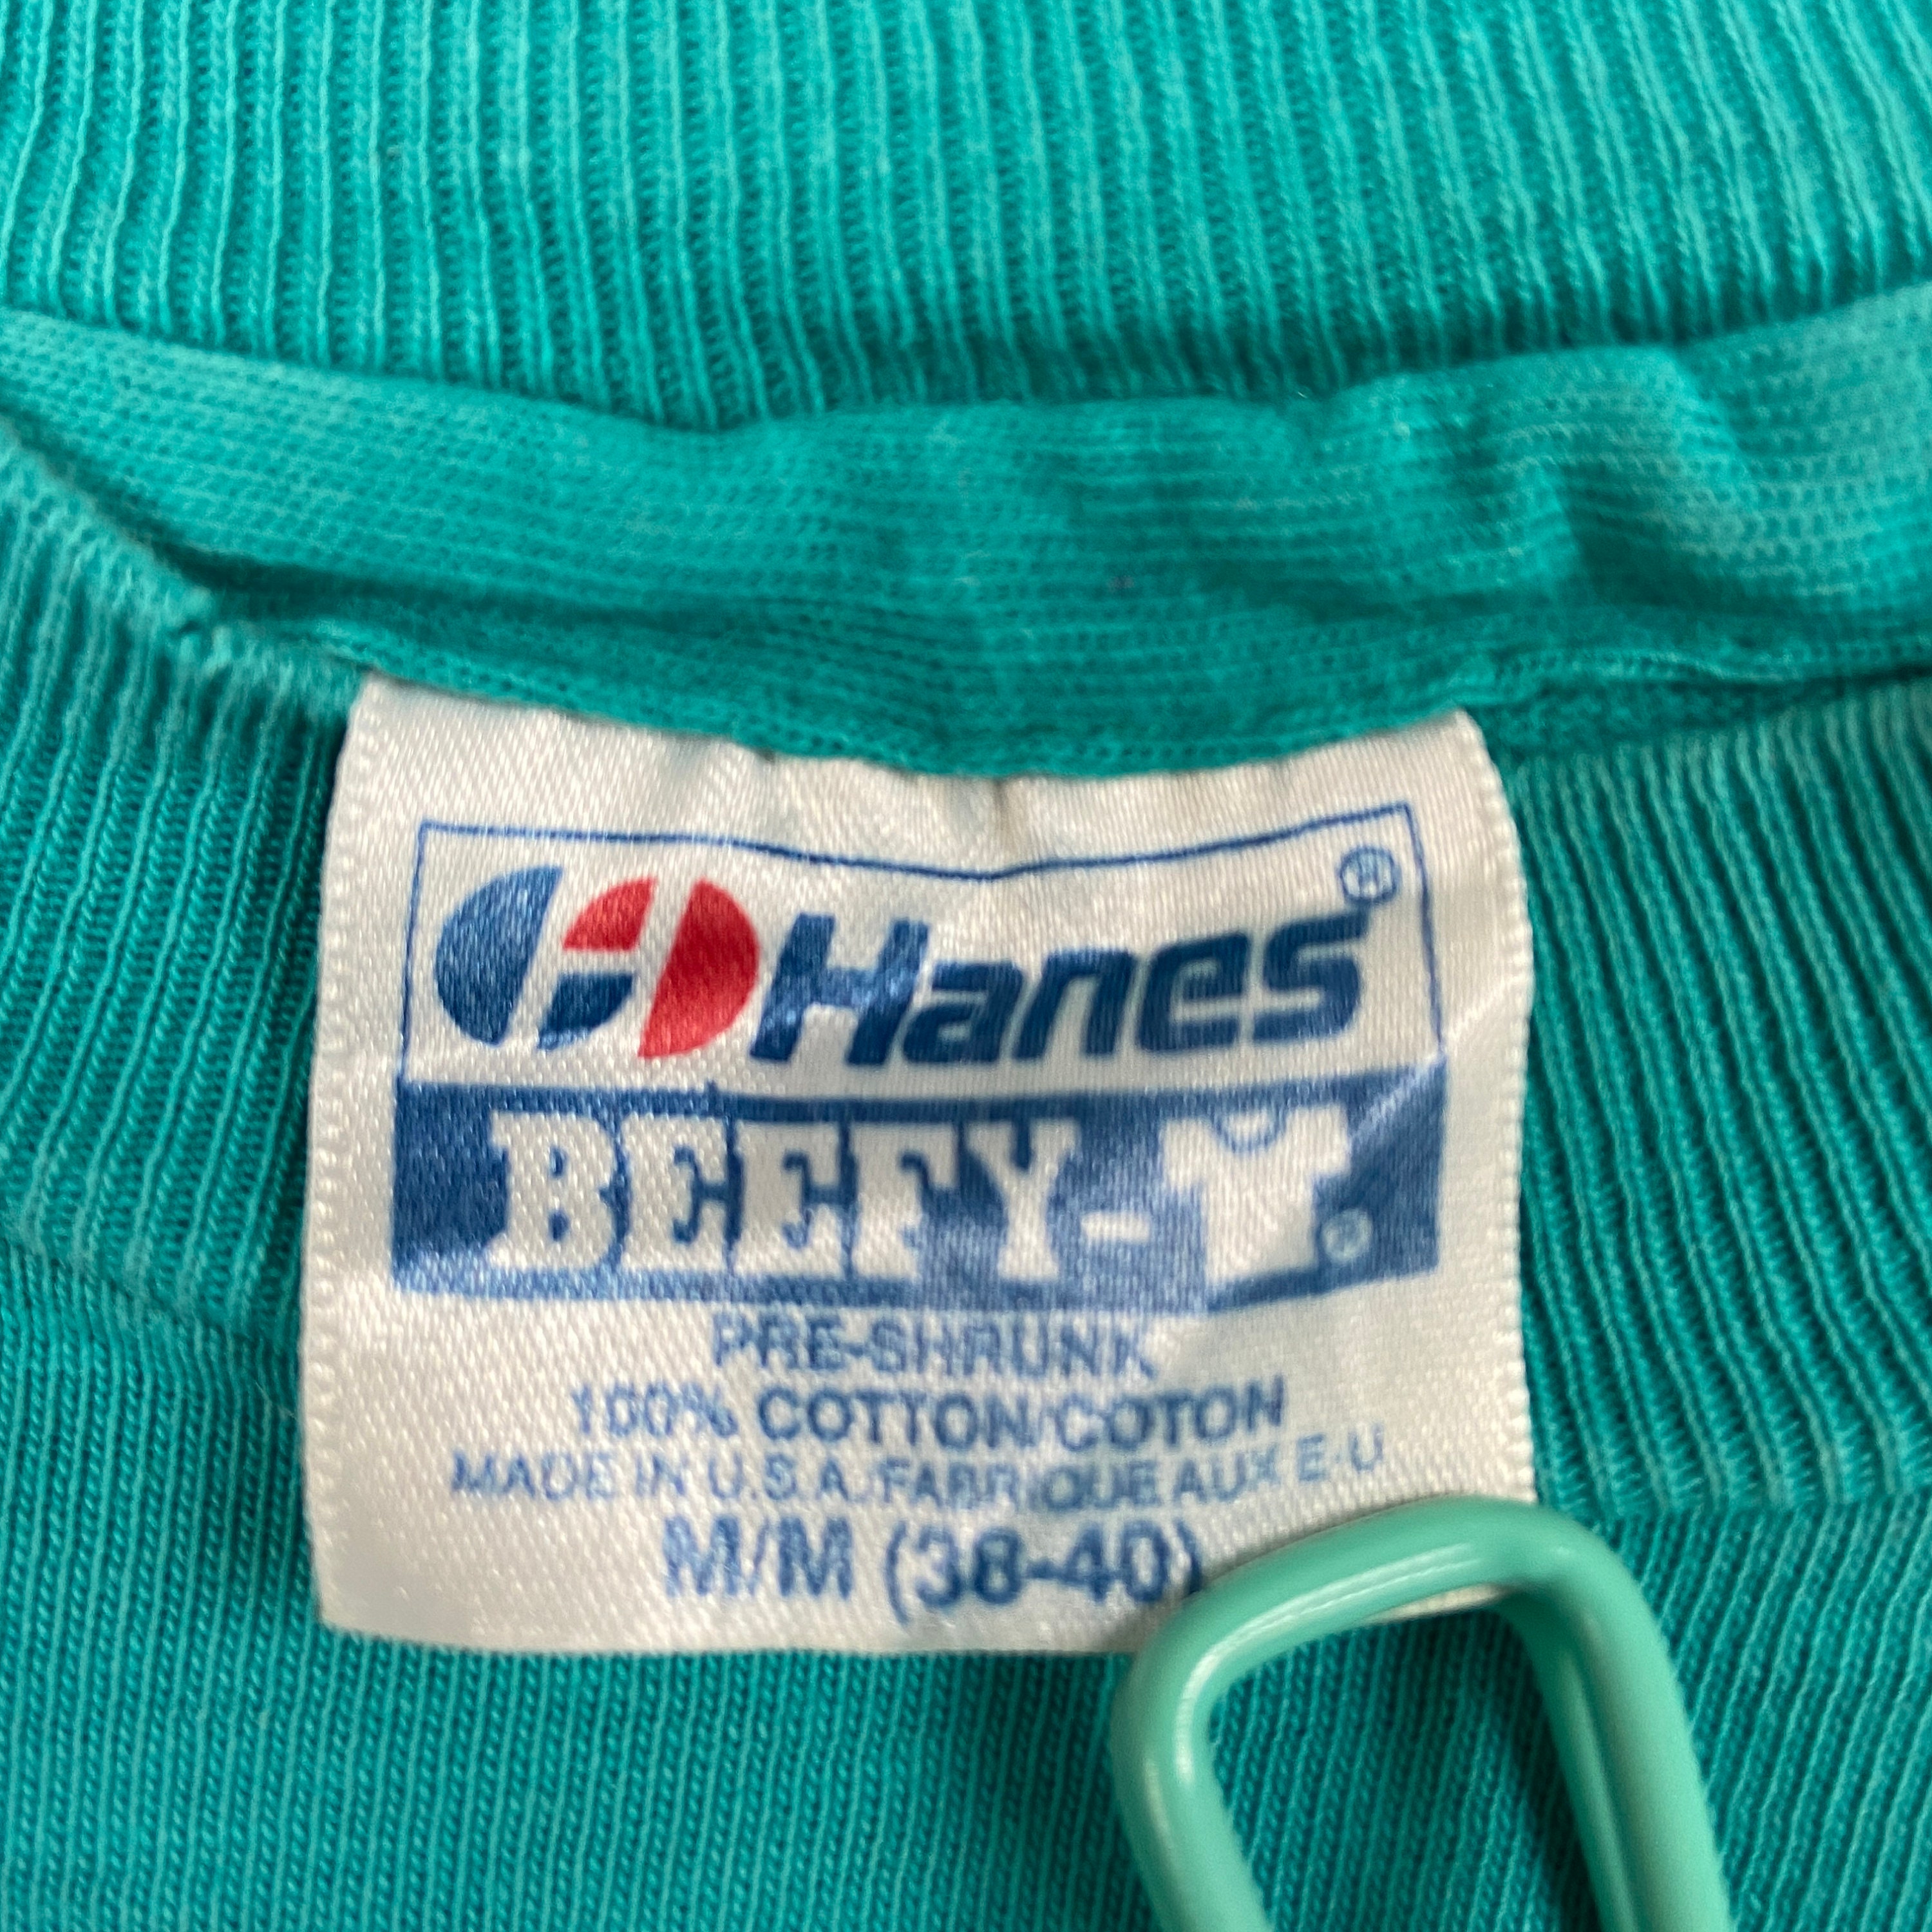 Hanes®
BEEFY-T®
PRE-SHRUNK
100% COTTON/COTON
MADE IN U.S.A./FABRIQUE AUX E-U
M/M (38-40)